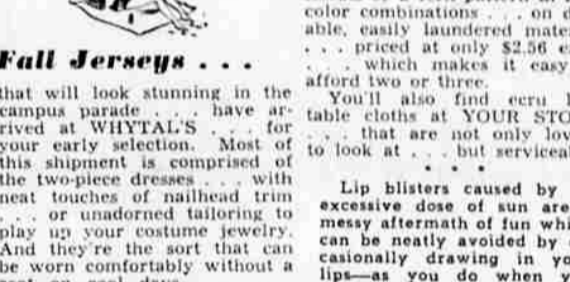 Fall Jerseys . . .
that will look stunning in the
campus parade . . . have ar-
rived at WHYTAL'S . . . for
your early selection. Most of
this shipment is comprised of
the two-piece dresses . . . with
neat touches of nailhead trim
. . . or unadorned tailoring to
play up your costume jewelry.
And they're the sort that can
be worn comfortably without a
color combinations . . . on d
able, easily laundered mater
. . . priced at only $2.56 e
. . . which makes it easy
afford two or three.
You'll also find ecru l
table cloths at YOUR STO
. . . that are not only lov
to look at . . . but serviceab
* * *
Lip blisters caused by
excessive dose of sun are
messy aftermath of fun whi
can be neatly avoided by
casionally drawing in yo
lips—as you do when y